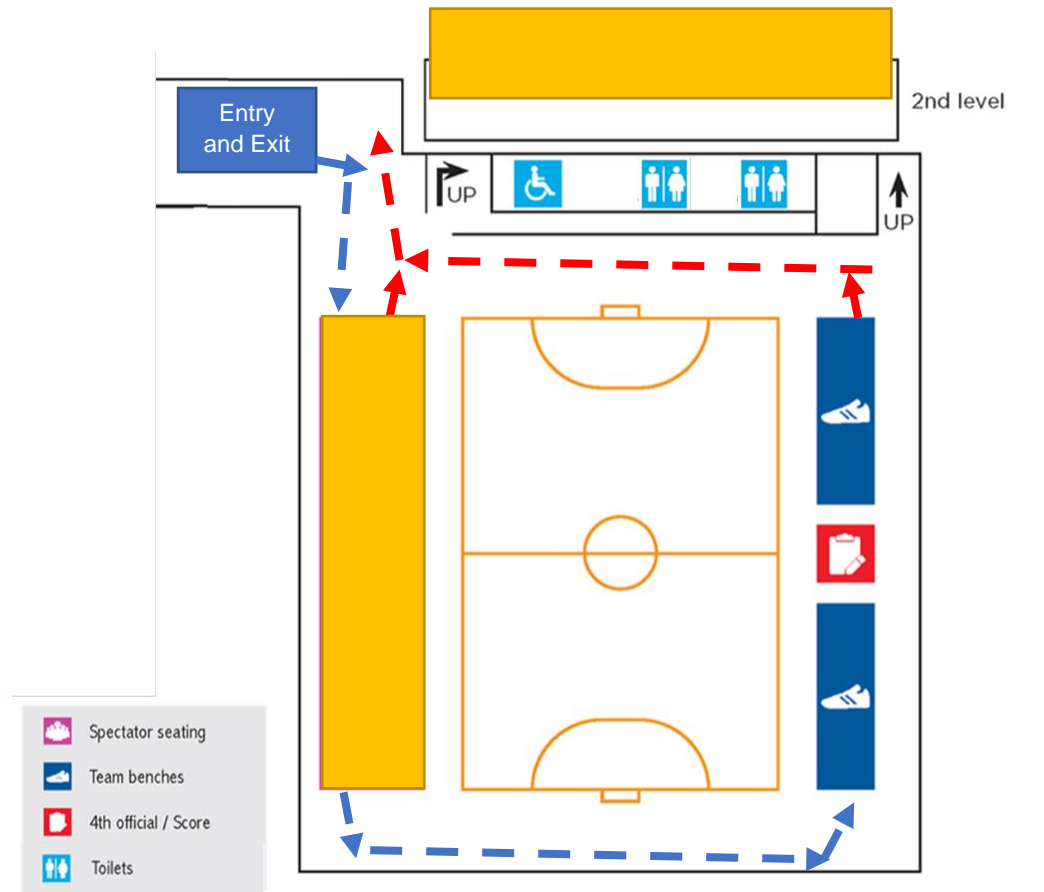 Entry
and Exit
2nd level
UP
UP
Spectator seating
Team benches
4th official / Score
Toilets